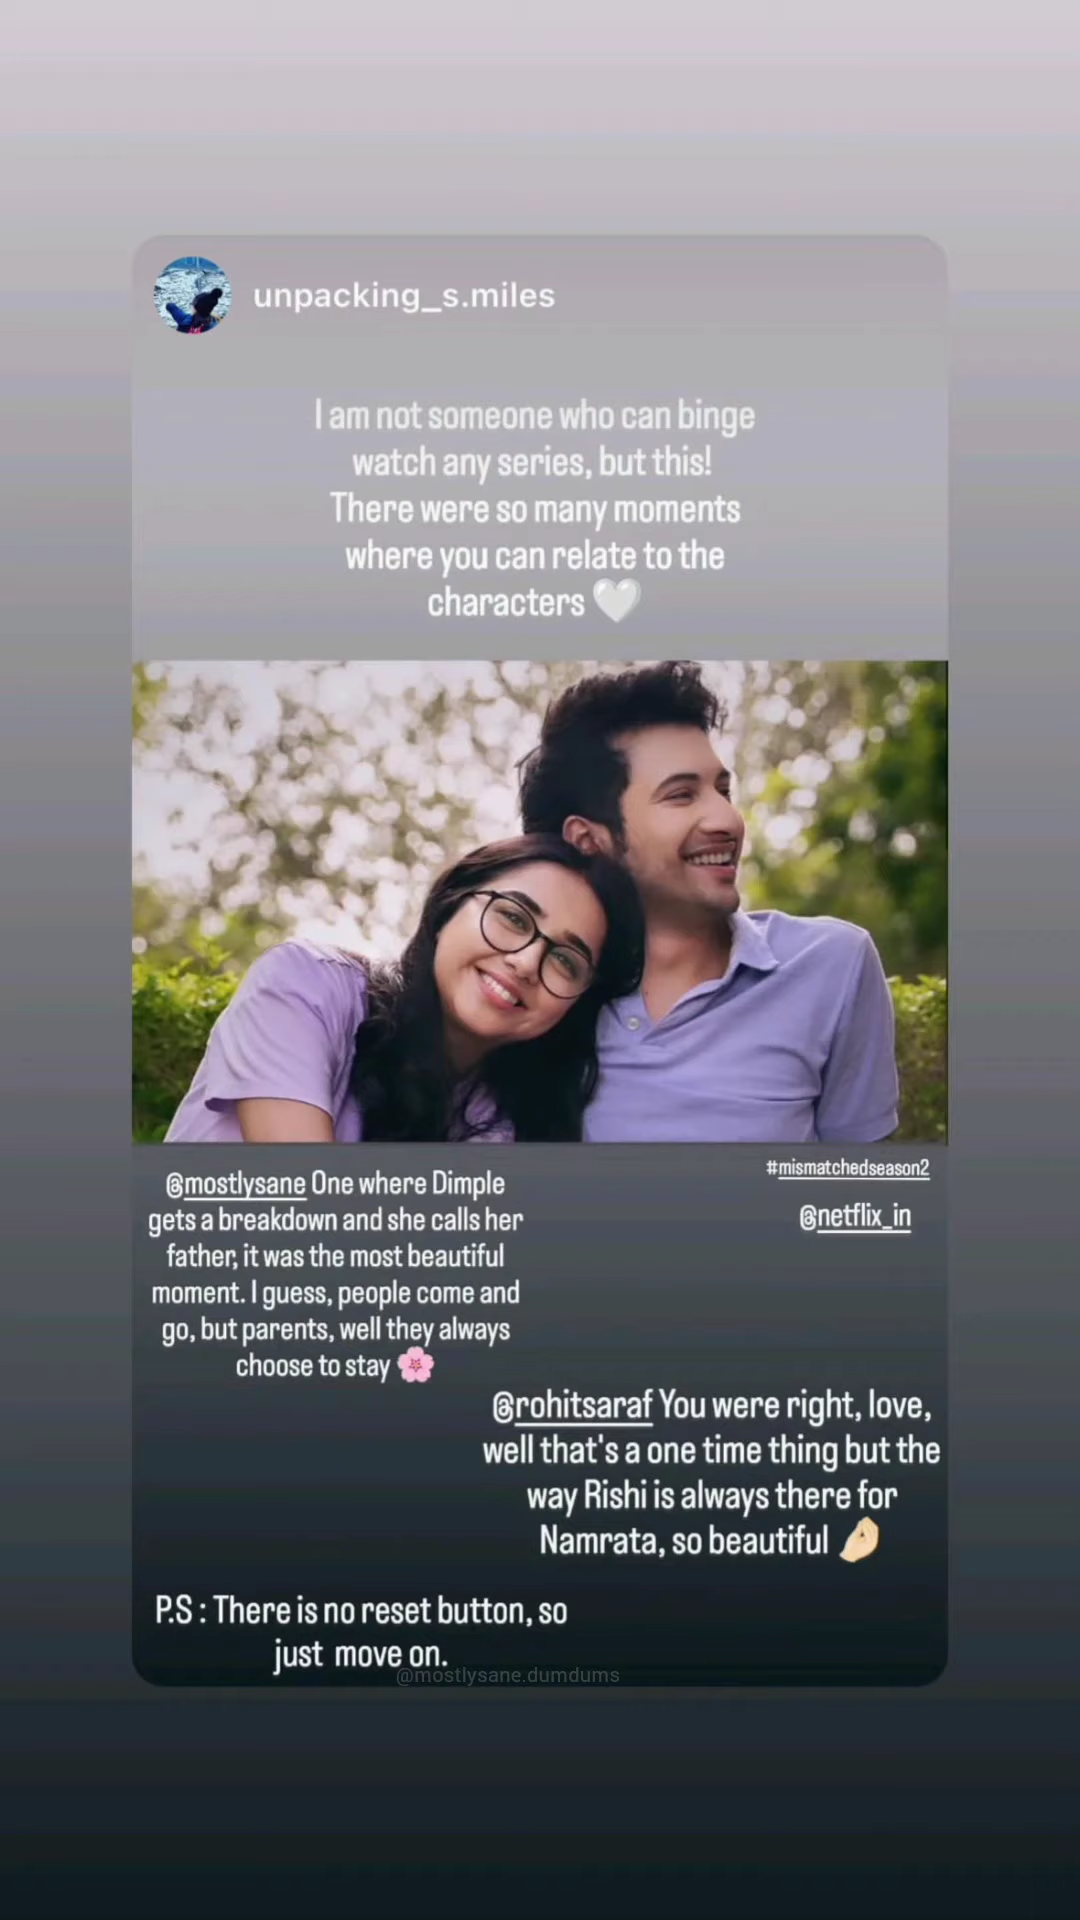 unpacking_s.miles
I am not someone who can binge
watch any series, but this!
There were so many moments
where you can relate to the
characters 🤍
#mismatchedseason2
@netflix_in
@mostlysane One where Dimple
gets a breakdown and she calls her
father, it was the most beautiful
moment. I guess, people come and
go, but parents, well they always
choose to stay 🌸
@rohitsaraf You were right, love,
well that's a one time thing but the
way Rishi is always there for
Namrata, so beautiful 🤌🏻
P.S : There is no reset button, so
just move on.
@mostlysane.dumdums